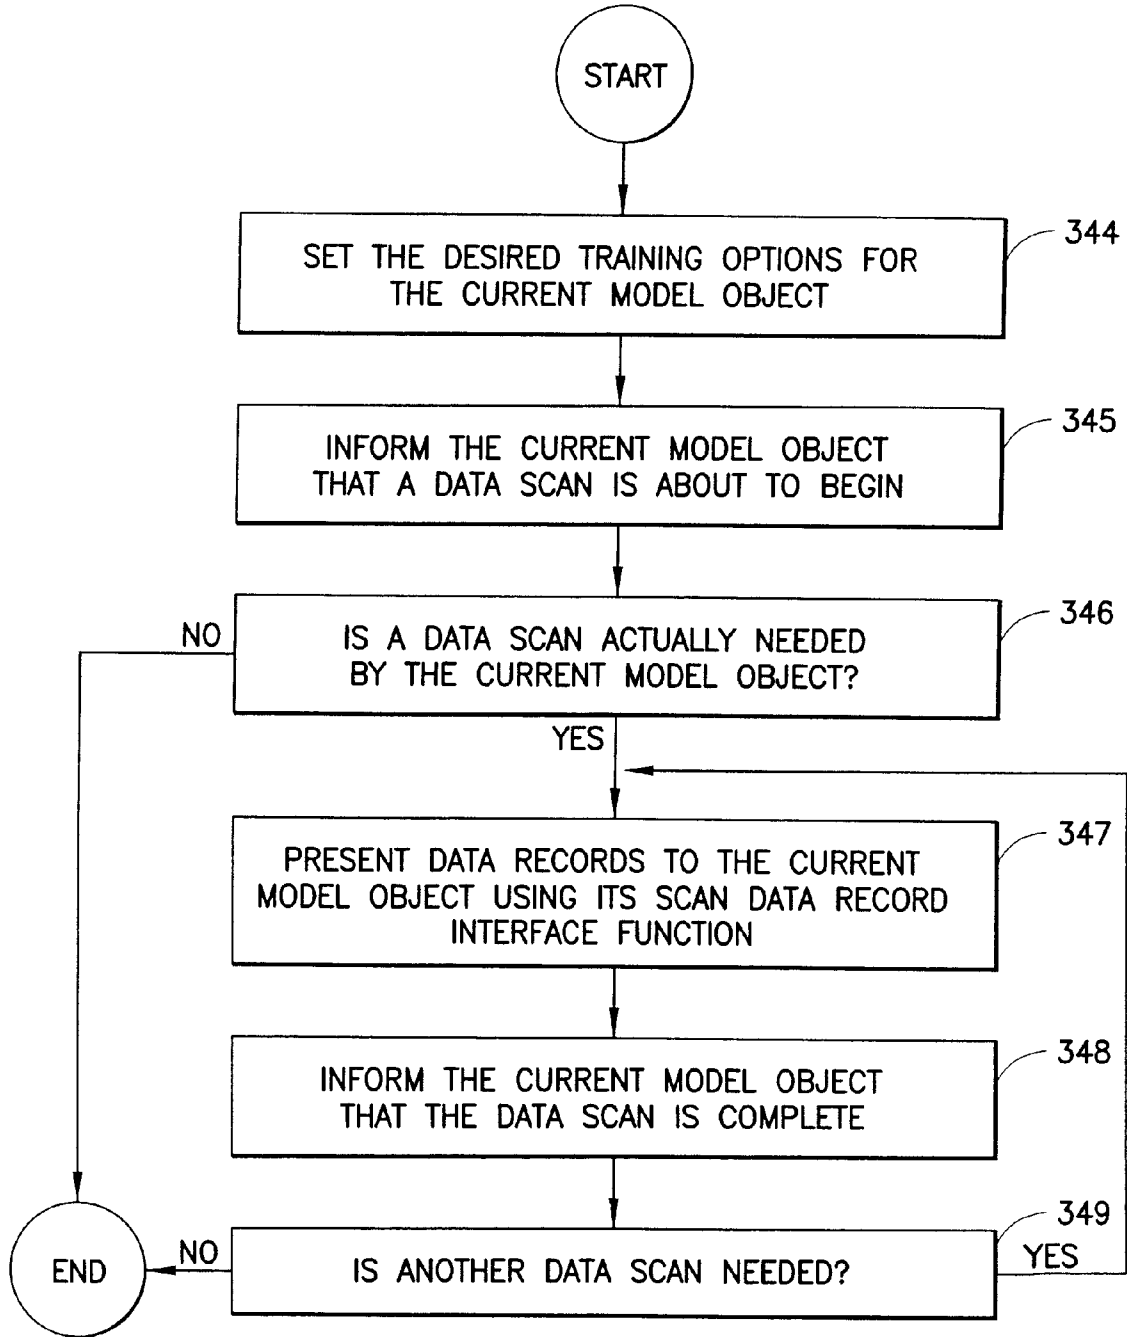 START
SET THE DESIRED TRAINING OPTIONS FOR
THE CURRENT MODEL OBJECT
344
INFORM THE CURRENT MODEL OBJECT
THAT A DATA SCAN IS ABOUT TO BEGIN
345
NO
IS A DATA SCAN ACTUALLY NEEDED
BY THE CURRENT MODEL OBJECT?
346
YES
PRESENT DATA RECORDS TO THE CURRENT
MODEL OBJECT USING ITS SCAN DATA RECORD
INTERFACE FUNCTION
347
INFORM THE CURRENT MODEL OBJECT
THAT THE DATA SCAN IS COMPLETE
348
END
NO
IS ANOTHER DATA SCAN NEEDED?
349
YES